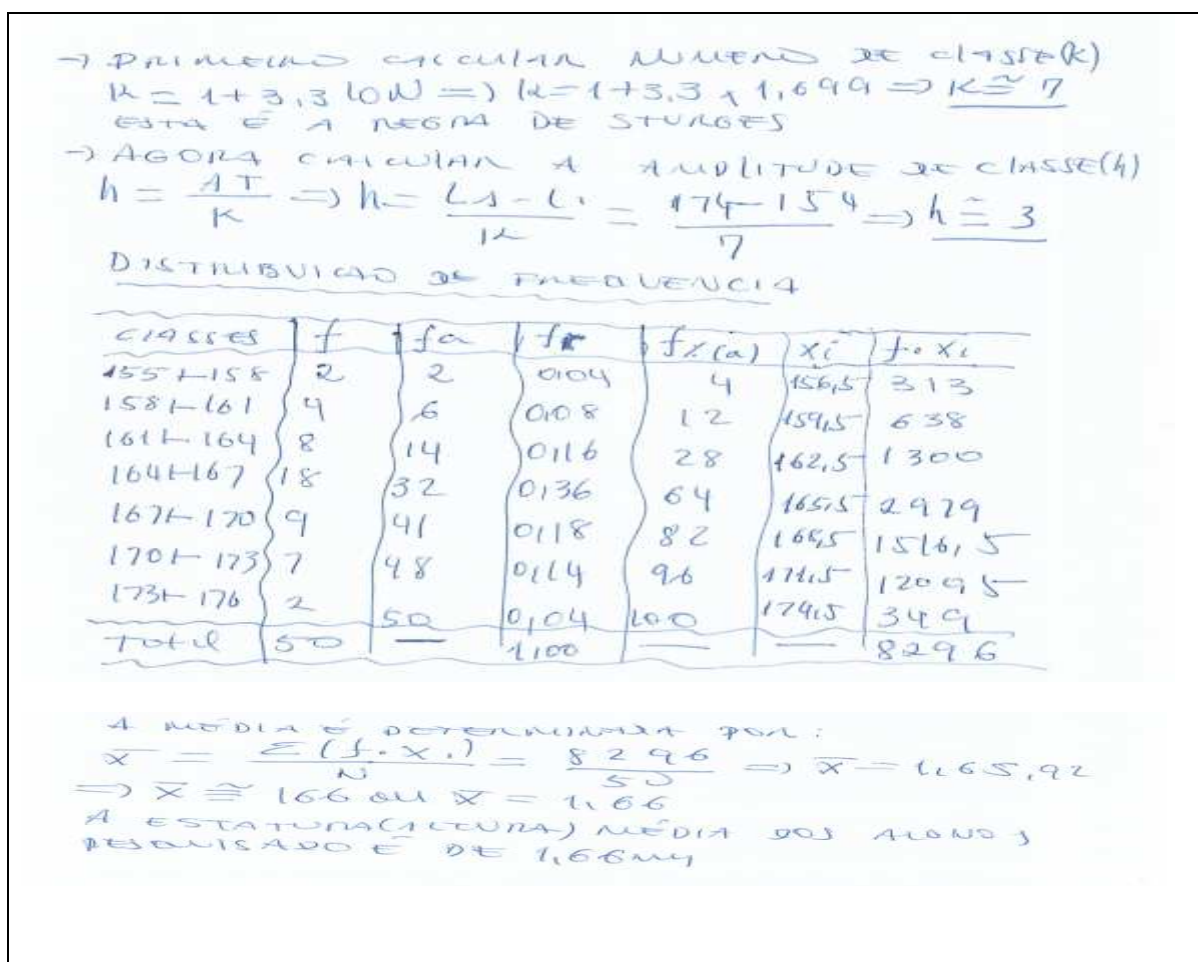 → PRIMEIRO CALCULAR NUMERO DE CLASSE(K)
K = 1+3,3 LON => K=1+3,3 x 1,699 => K≅ 7
ESTA É A REGRA DE STURGES
→ AGORA CALCULAR A AMPLITUDE DE CLASSE(h)
h = AT/K => h = Ls - Li/K = 174-154/7 => h ≅ 3
DISTRIBUICAO DE FREQUENCIA
CLASSES | f | fa | fr | f%(a) | Xi | f. Xi
155 ⊢ 158 | 2 | 2 | 0,04 | 4 | 156,5 | 313
158 ⊢ 161 | 4 | 6 | 0,08 | 12 | 159,5 | 638
161 ⊢ 164 | 8 | 14 | 0,16 | 28 | 162,5 | 1300
164 ⊢ 167 | 18 | 32 | 0,36 | 64 | 165,5 | 2979
167 ⊢ 170 | 9 | 41 | 0,18 | 82 | 168,5 | 1516,5
170 ⊢ 173 | 7 | 48 | 0,14 | 96 | 171,5 | 1200,5
173 ⊢ 176 | 2 | 50 | 0,04 | 100 | 174,5 | 349
Total | 50 | — | 1,00 | — | — | 8296
A MÉDIA É DETERMINADA POR:
x̄ = Σ(f.x.)/N = 8296/50 => x̄ = 1,65,92
=> x̄ ≅ 166 ou x̄ = 1,66
A ESTATURA(ALTURA) MÉDIA DOS ALUNOS
PESQUISADO É DE 1,66m